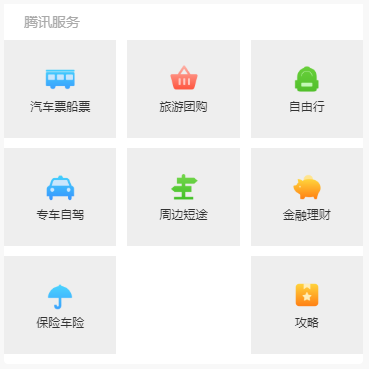 腾讯服务
汽车票船票
旅游团购
自由行
专车自驾
周边短途
金融理财
保险车险
攻略